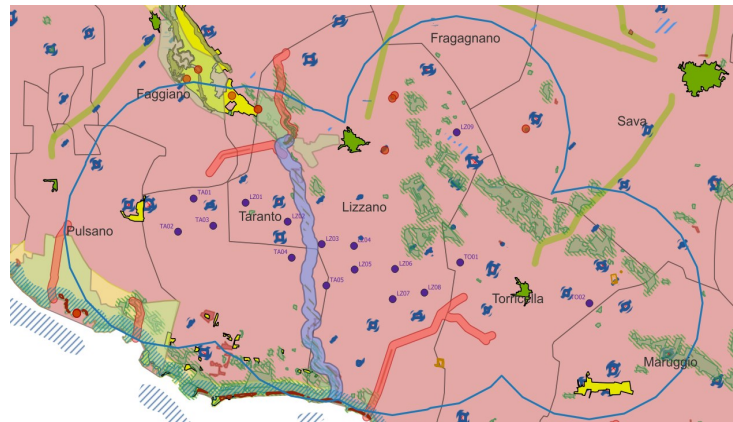 Fragagnano
Faggiano
Sava
LZ09
TA01
LZ01
Taranto
LZ02
Lizzano
TA02
TA03
Pulsano
LZ03
LZ04
TA04
LZ05
LZ06
TO01
TA05
LZ07
LZ08
Torricella
TO02
Maruggio